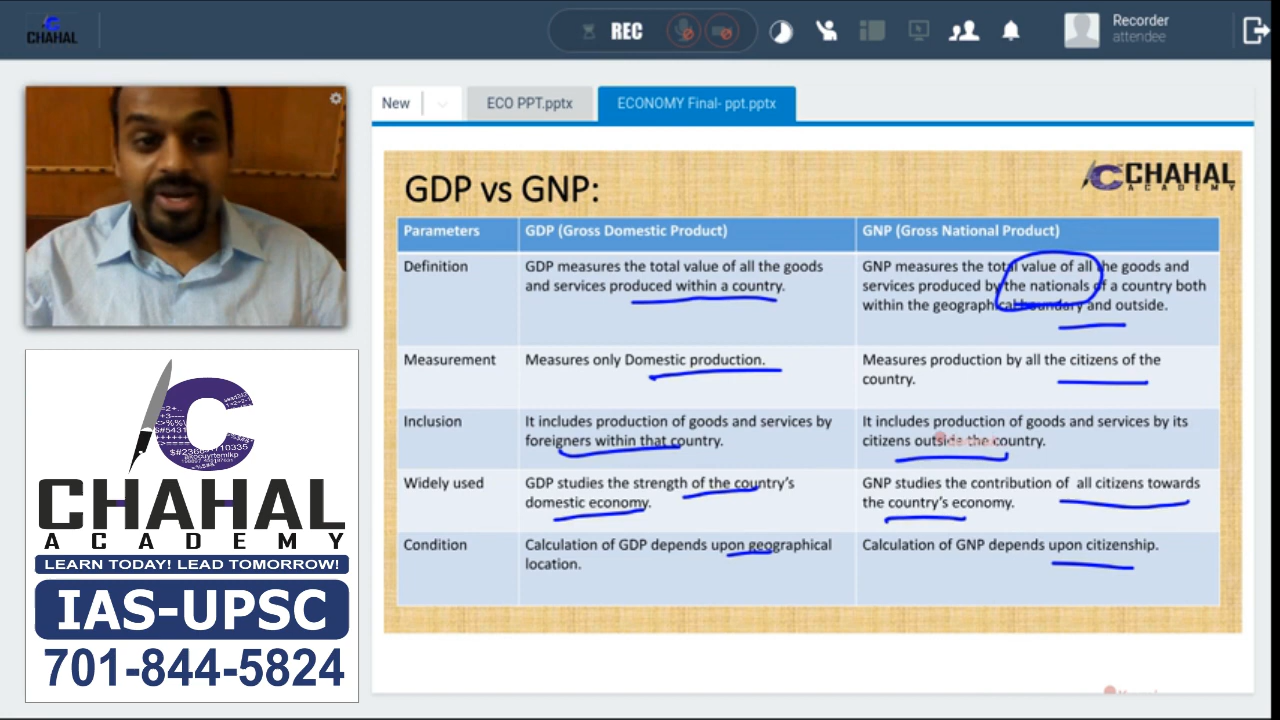 CHAHAL
REC
Recorder
attendee
New
ECO PPT.pptx
ECONOMY Final- ppt.pptx
GDP vs GNP:
CHAHAL
ACADEMY
Parameters
GDP (Gross Domestic Product)
GNP (Gross National Product)
Definition
GDP measures the total value of all the goods
and services produced within a country.
GNP measures the total value of all the goods and
services produced by the nationals of a country both
within the geographical boundary and outside.
Measurement
Measures only Domestic production.
Measures production by all the citizens of the
country.
Inclusion
It includes production of goods and services by
foreigners within that country.
It includes production of goods and services by its
citizens outside the country.
Widely used
GDP studies the strength of the country's
domestic economy.
GNP studies the contribution of  all citizens towards
the country's economy.
Condition
Calculation of GDP depends upon geographical
location.
Calculation of GNP depends upon citizenship.
CHAHAL
ACADEMY
LEARN TODAY! LEAD TOMORROW!
IAS-UPSC
701-844-5824